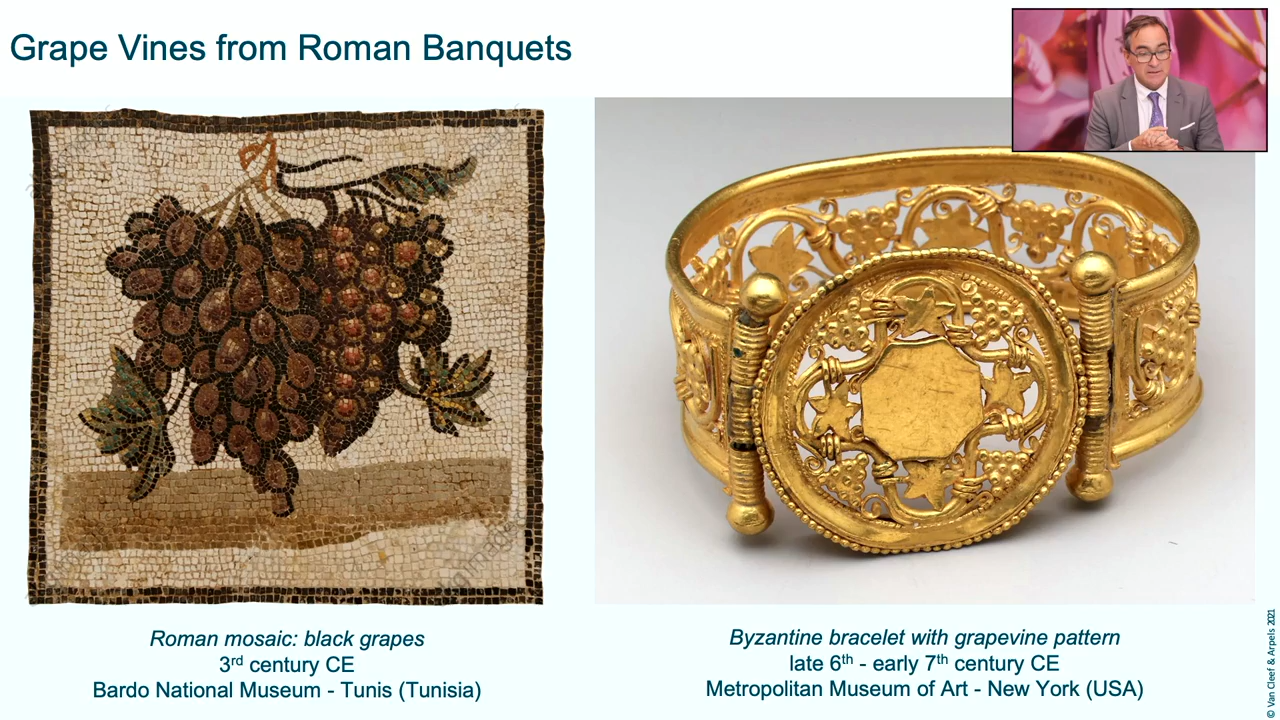 Grape Vines from Roman Banquets
Roman mosaic: black grapes
3rd century CE
Bardo National Museum - Tunis (Tunisia)
Byzantine bracelet with grapevine pattern
late 6th - early 7th century CE
Metropolitan Museum of Art - New York (USA)
© Van Cleef & Arpels 2021